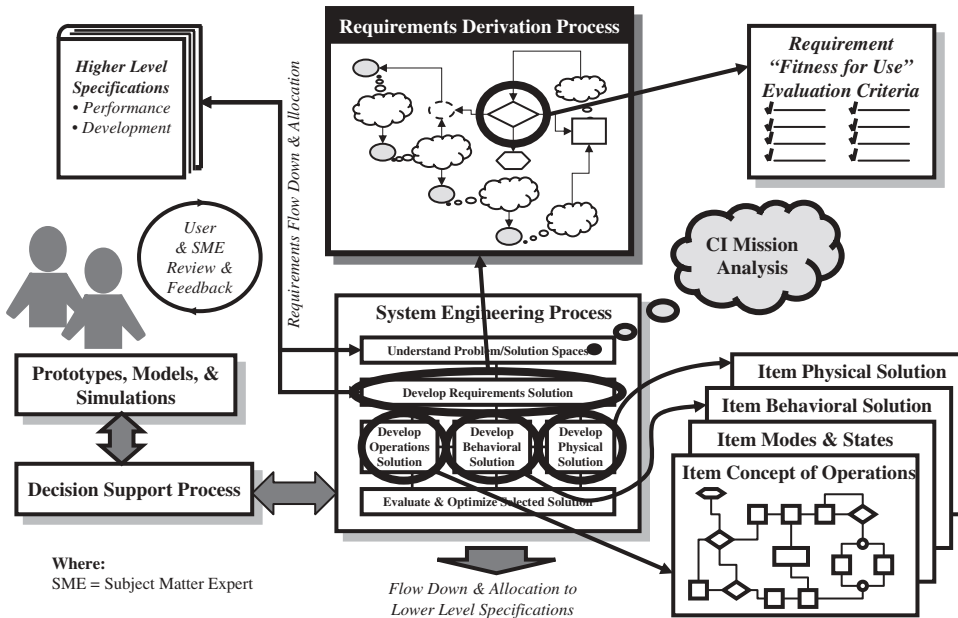 Requirements Derivation Process
Higher Level
Specifications
• Performance
• Development
Requirement
“Fitness for Use”
Evaluation Criteria
Requirements Flow Down & Allocation
User
& SME
Review &
Feedback
CI Mission
Analysis
System Engineering Process
Understand Problem/Solution Spaces
Develop Requirements Solution
Develop
Operations
Solution
Develop
Behavioral
Solution
Develop
Physical
Solution
Evaluate & Optimize Selected Solution
Prototypes, Models, &
Simulations
Decision Support Process
Item Physical Solution
Item Behavioral Solution
Item Modes & States
Item Concept of Operations
Where:
SME = Subject Matter Expert
Flow Down & Allocation to
Lower Level Specifications